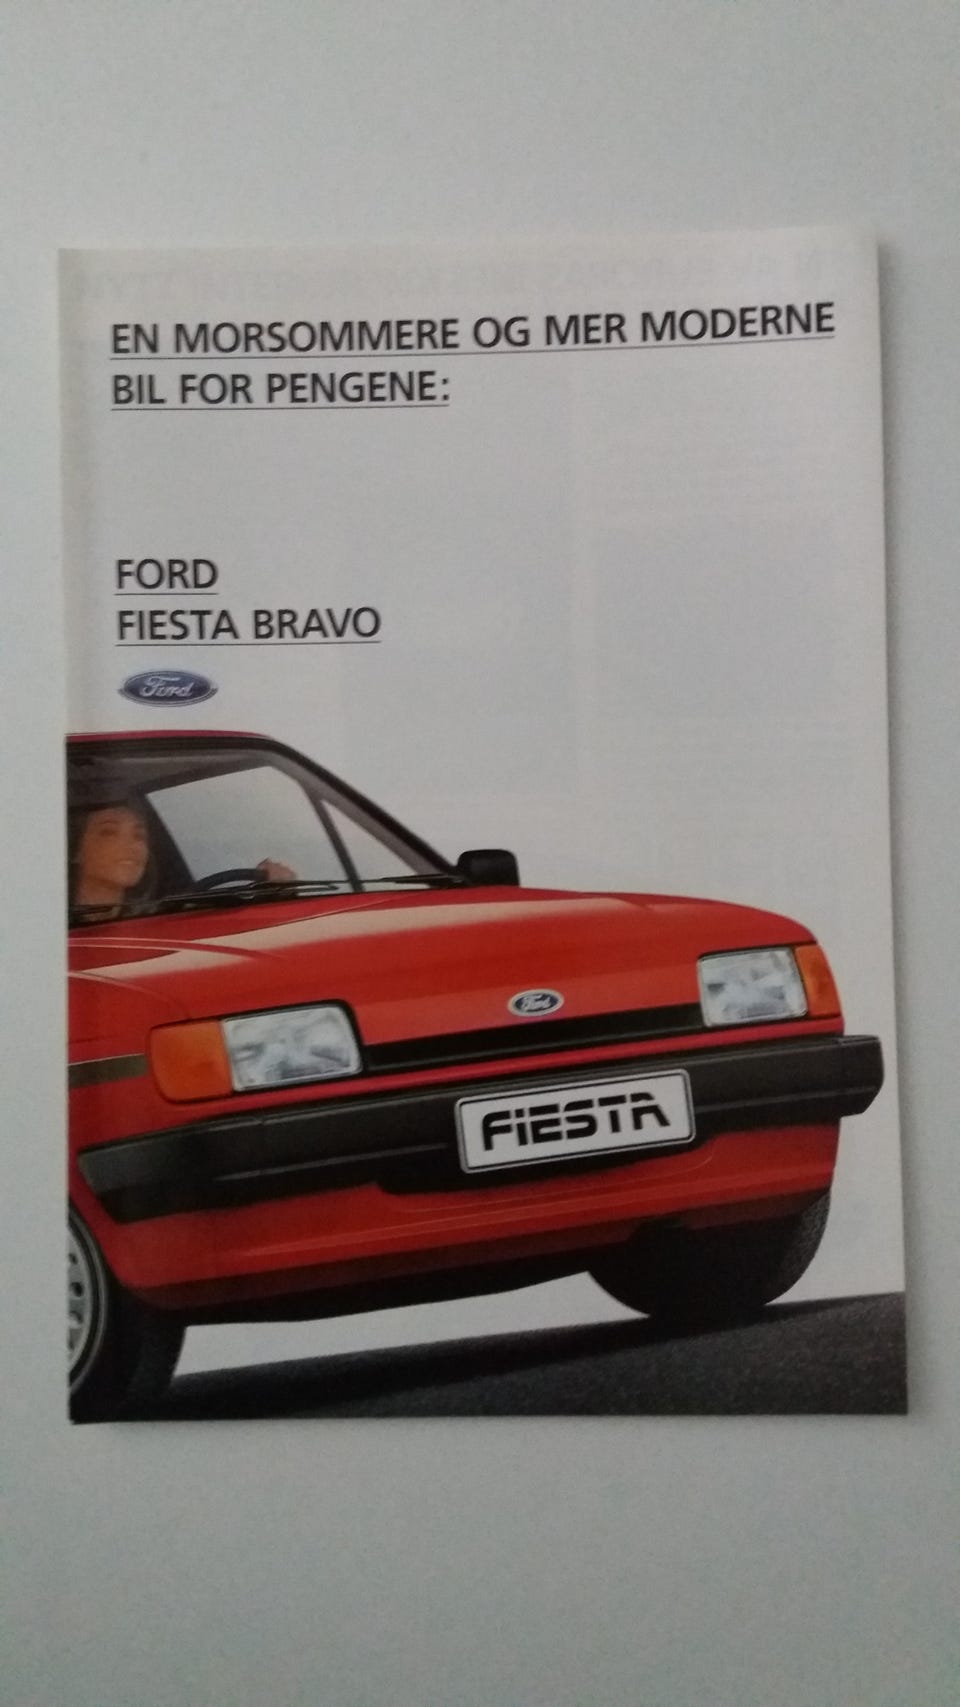 EN MORSOMMERE OG MER MODERNE
BIL FOR PENGENE:
FORD
FIESTA BRAVO
Ford
Ford
FIESTA